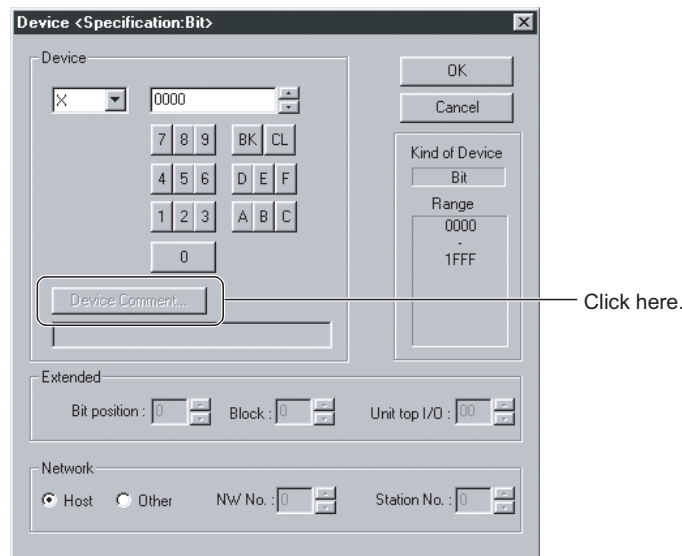 Device <Specification:Bit>
Device
X 0000
7 8 9 BK CL
4 5 6 D E F
1 2 3 A B C
0
Device Comment...
OK
Cancel
Kind of Device
Bit
Range
0000
-
1FFF
Click here.
Extended
Bit position : 0 Block : 0 Unit top I/O : 00
Network
Host Other NW No. : 0 Station No. : 0